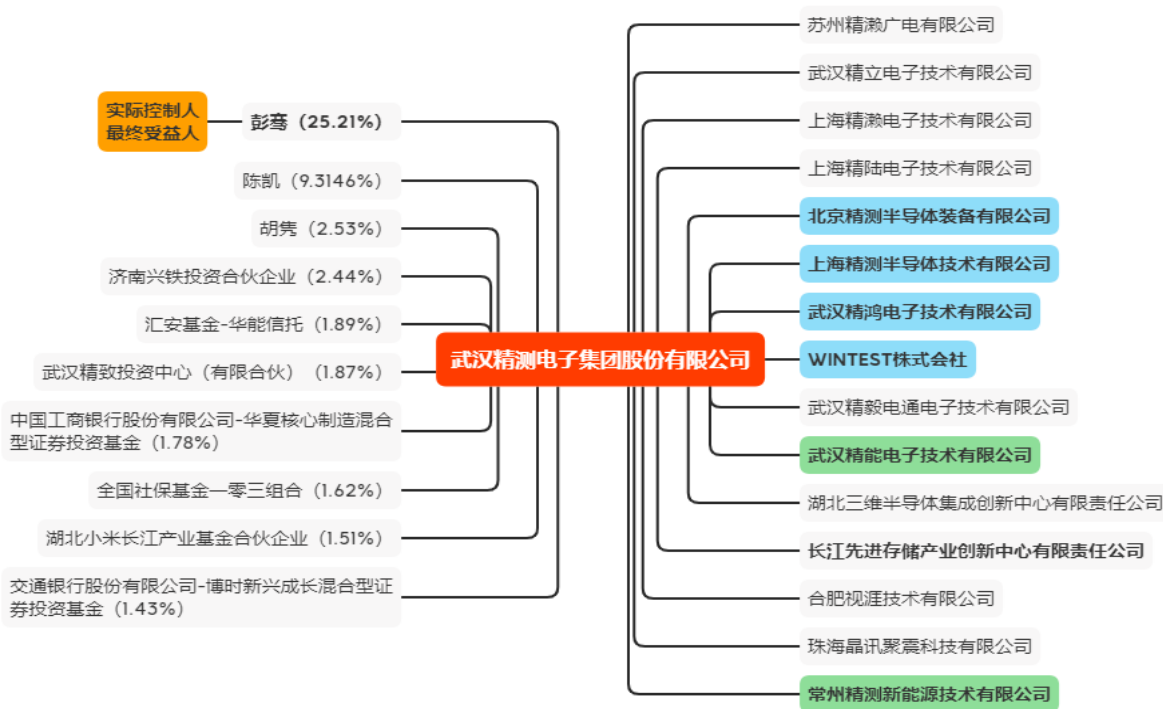 实际控制人
最终受益人
彭骞（25.21%）
陈凯（9.3146%）
胡隽（2.53%）
济南兴铁投资合伙企业（2.44%）
汇安基金-华能信托（1.89%）
武汉精致投资中心（有限合伙）（1.87%）
中国工商银行股份有限公司-华夏核心制造混合
型证券投资基金（1.78%）
全国社保基金一零三组合（1.62%）
湖北小米长江产业基金合伙企业（1.51%）
交通银行股份有限公司-博时新兴成长混合型证
券投资基金（1.43%）
武汉精测电子集团股份有限公司
苏州精濑广电有限公司
武汉精立电子技术有限公司
上海精濑电子技术有限公司
上海精陆电子技术有限公司
北京精测半导体装备有限公司
上海精测半导体技术有限公司
武汉精鸿电子技术有限公司
WINTEST株式会社
武汉精毅电通电子技术有限公司
武汉精能电子技术有限公司
湖北三维半导体集成创新中心有限责任公司
长江先进存储产业创新中心有限责任公司
合肥视涯技术有限公司
珠海晶讯聚震科技有限公司
常州精测新能源技术有限公司